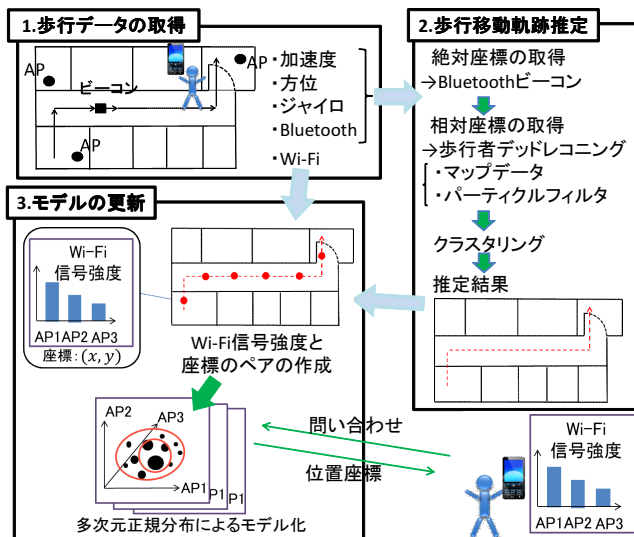 1.歩行データの取得
AP
AP
ビーコン
AP
・加速度
・方位
・ジャイロ
・Bluetooth
・Wi-Fi
2.歩行移動軌跡推定
絶対座標の取得
→Bluetoothビーコン
相対座標の取得
→歩行者デッドレコニング
・マップデータ
・パーティクルフィルタ
クラスタリング
推定結果
3.モデルの更新
Wi-Fi
信号強度
AP1 AP2 AP3
座標:(x, y)
Wi-Fi信号強度と
座標のペアの作成
AP2
AP3
AP1
P1
P1
多次元正規分布によるモデル化
問い合わせ
位置座標
Wi-Fi
信号強度
AP1 AP2 AP3